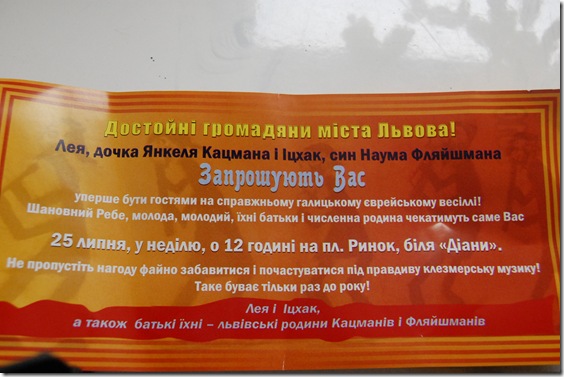 Достойні громадяни міста Львова!
Лея, дочка Янкеля Кацмана і Іцхак, син Наума Фляйшмана
Запрошують Вас
уперше бути гостями на справжньому галицькому єврейському весіллі!
Шановний Ребе, молода, молодий, їхні батьки і численна родина чекатимуть саме Вас
25 липня, у неділю, о 12 годині на пл. Ринок, біля «Діани».
Не пропустіть нагоду файно забавитися і почастуватися під правдиву клезмерську музику!
Таке буває тільки раз до року!
Лея і Іцхак,
а також батькі їхні – львівські родини Кацманів і Фляйшманів